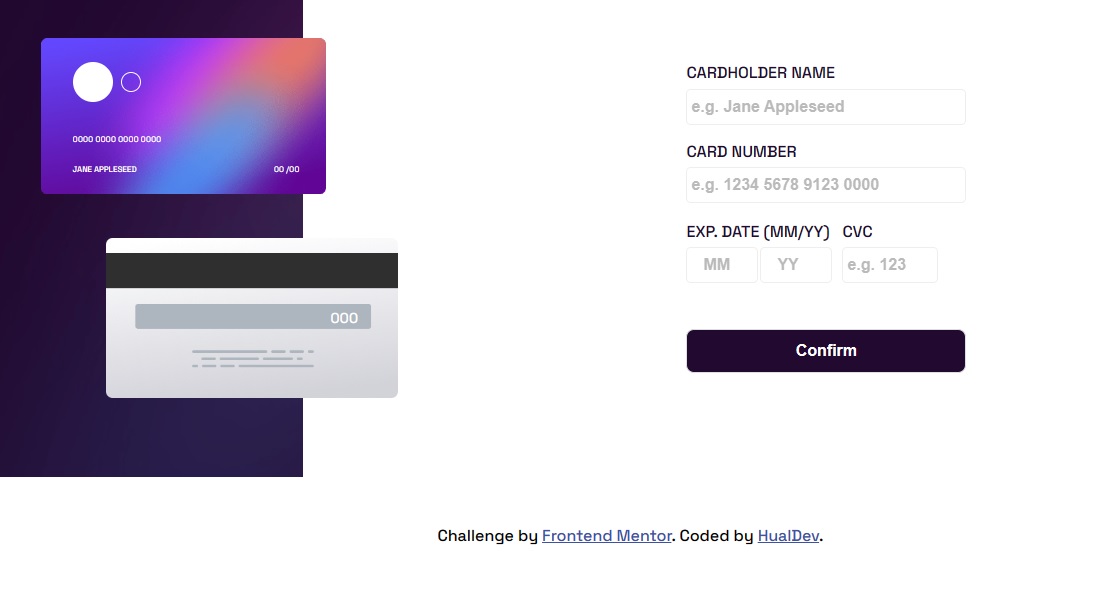 0000 0000 0000 0000
JANE APPLESEED 00 /00
000
CARDHOLDER NAME
e.g. Jane Appleseed
CARD NUMBER
e.g. 1234 5678 9123 0000
EXP. DATE (MM/YY) CVC
MM YY e.g. 123
Confirm
Challenge by Frontend Mentor. Coded by HualDev.